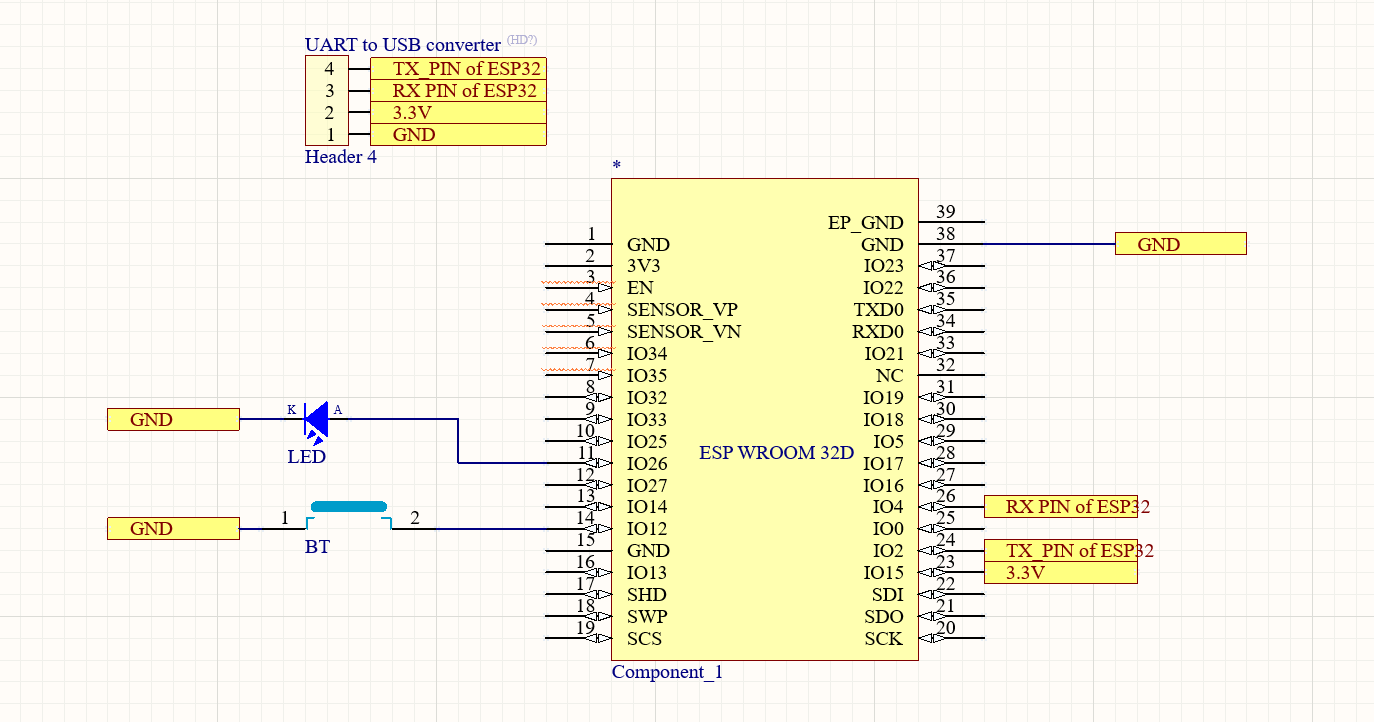 UART to USB converter (HD?)
4 TX_PIN of ESP32
3 RX PIN of ESP32
2 3.3V
1 GND
Header 4
*
39 EP_GND
1 GND
38 GND
GND
2 3V3
37 IO23
3 EN
36 IO22
4 SENSOR_VP
35 TXD0
5 SENSOR_VN
34 RXD0
6 IO34
33 IO21
7 IO35
32 NC
8 IO32
31 IO19
GND
K A
LED
9 IO33
30 IO18
10 IO25
29 IO5
ESP WROOM 32D
11 IO26
28 IO17
12 IO27
27 IO16
13 IO14
26 IO4
RX PIN of ESP32
GND
1 2
BT
14 IO12
25 IO0
15 GND
24 IO2
TX_PIN of ESP32
16 IO13
23 IO15
3.3V
17 SHD
22 SDI
18 SWP
21 SDO
19 SCS
20 SCK
Component_1